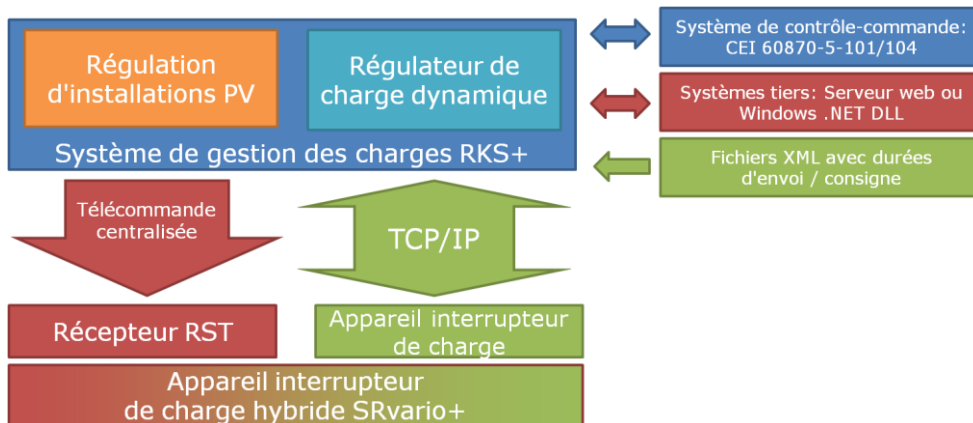 Régulation
d'installations PV
Régulateur de
charge dynamique
Système de gestion des charges RKS+
Système de contrôle-commande:
CEI 60870-5-101/104
Systèmes tiers: Serveur web ou
Windows .NET DLL
Fichiers XML avec durées
d'envoi / consigne
Télécommande
centralisée
TCP/IP
Récepteur RST
Appareil interrupteur
de charge
Appareil interrupteur
de charge hybride SRvario+